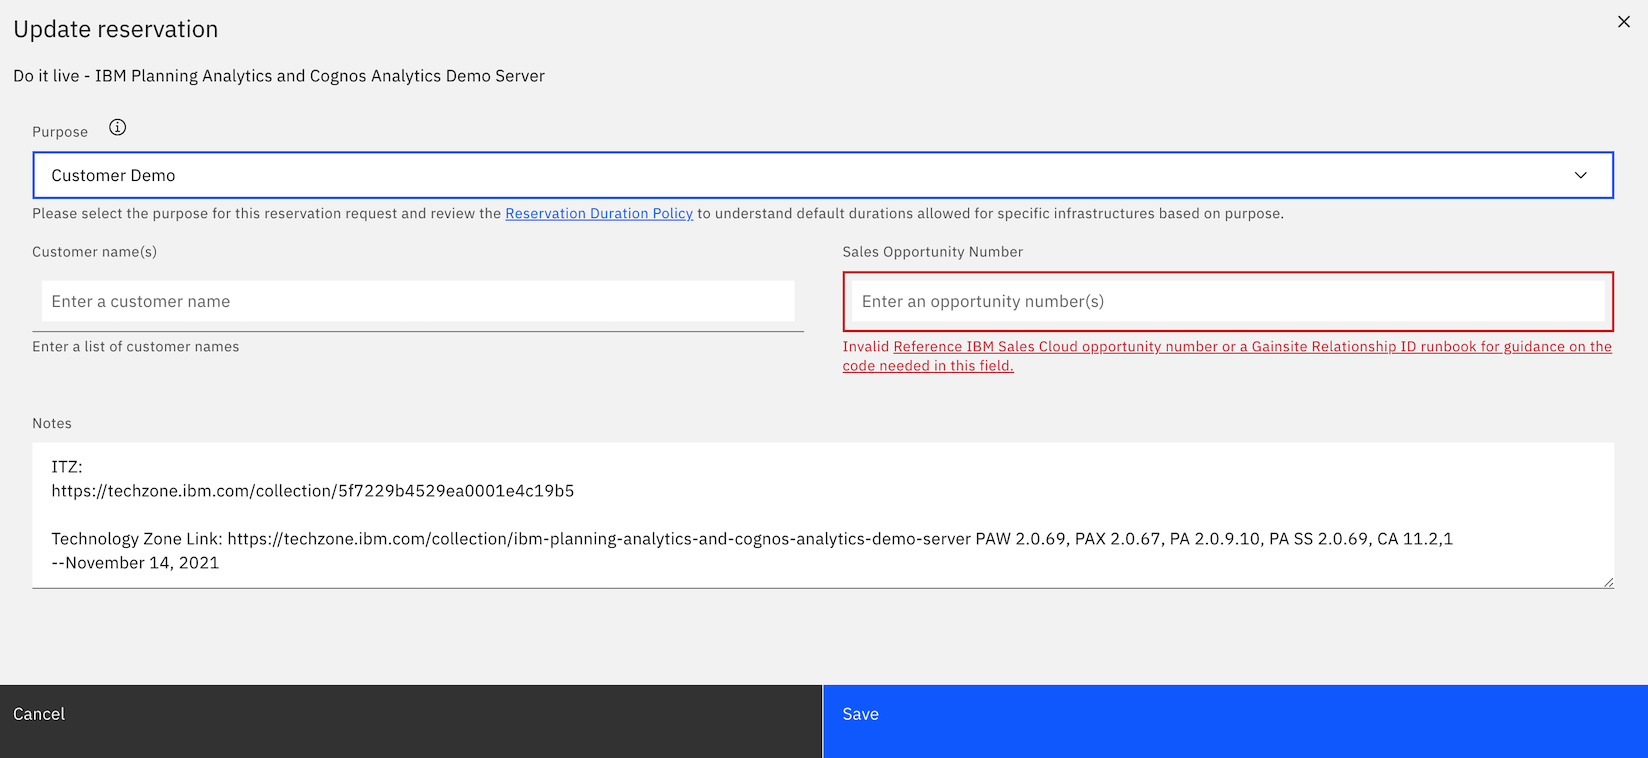 Update reservation
Do it live - IBM Planning Analytics and Cognos Analytics Demo Server
Purpose
Customer Demo
Please select the purpose for this reservation request and review the Reservation Duration Policy to understand default durations allowed for specific infrastructures based on purpose.
Customer name(s)
Enter a customer name
Enter a list of customer names
Sales Opportunity Number
Enter an opportunity number(s)
Invalid Reference IBM Sales Cloud opportunity number or a Gainsite Relationship ID runbook for guidance on the
code needed in this field.
Notes
ITZ:
https://techzone.ibm.com/collection/5f7229b4529ea0001e4c19b5
Technology Zone Link: https://techzone.ibm.com/collection/ibm-planning-analytics-and-cognos-analytics-demo-server PAW 2.0.69, PAX 2.0.67, PA 2.0.9.10, PA SS 2.0.69, CA 11.2,1
--November 14, 2021
Cancel
Save